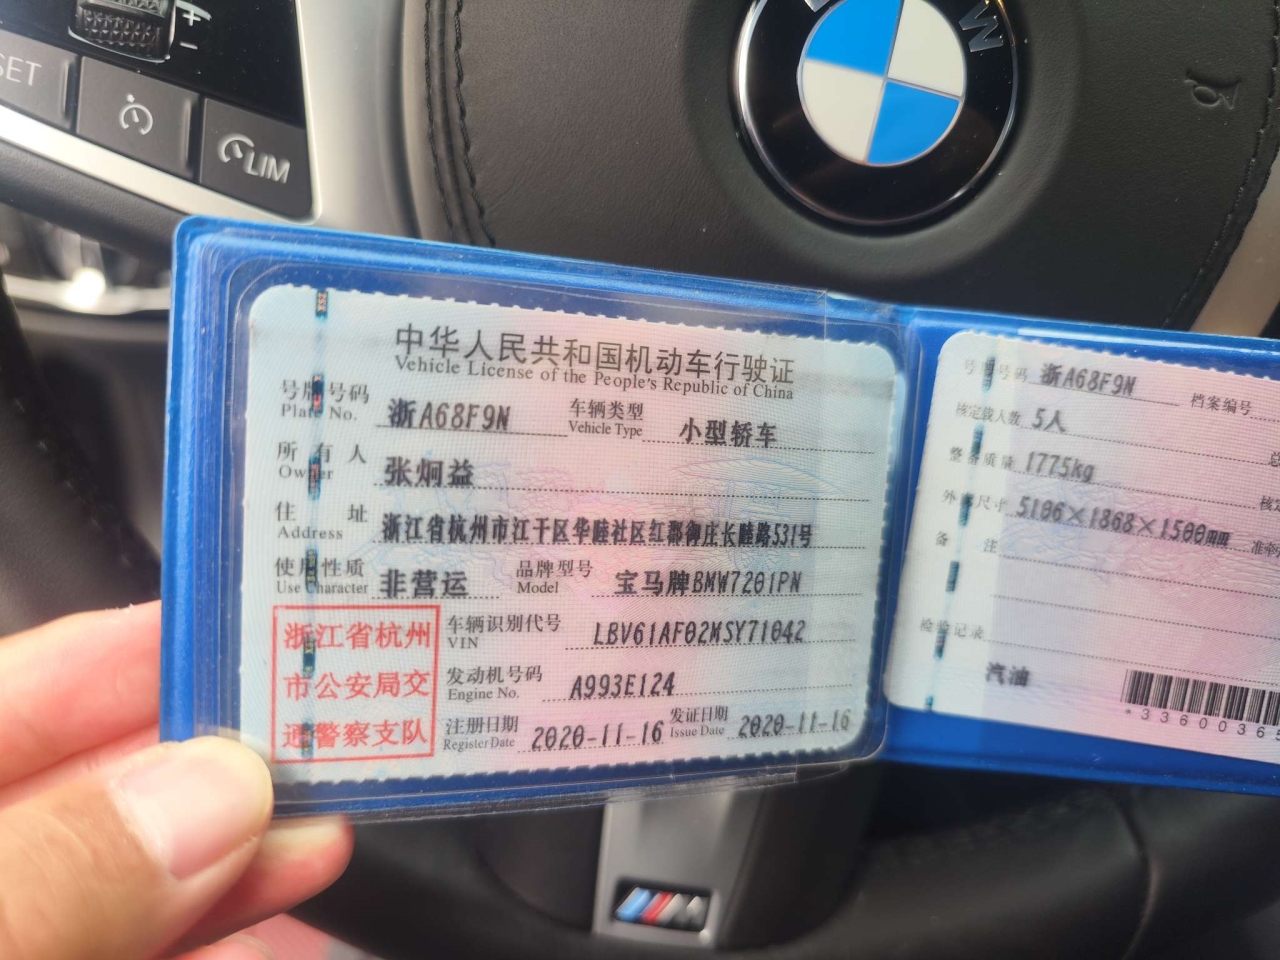 SET
LIM
W
中华人民共和国机动车行驶证
Vehicle License of the People's Republic of China
号牌号码 浙A68F9N 车辆类型 小型轿车
Plate No. Vehicle Type
所有人 张炯益
Owner
住址 浙江省杭州市江干区华睦社区红郡御庄长睦路531号
Address
使用性质 非营运 品牌型号 宝马牌BMW7201PN
Use Character Model
浙江省杭州
市公安局交
通警察支队
车辆识别代号 LBV61AF02MSY71042
VIN
发动机号码 A993E124
Engine No.
注册日期 2020-11-16 发证日期 2020-11-16
Register Date Issue Date
号牌号码 浙A68F9N 档案编号
核定载人数 5人 总
整备质量 1775kg 核定
外廓尺寸 5106×1868×1500mm 准牵
备注
检验记录
汽油
*33600365
M